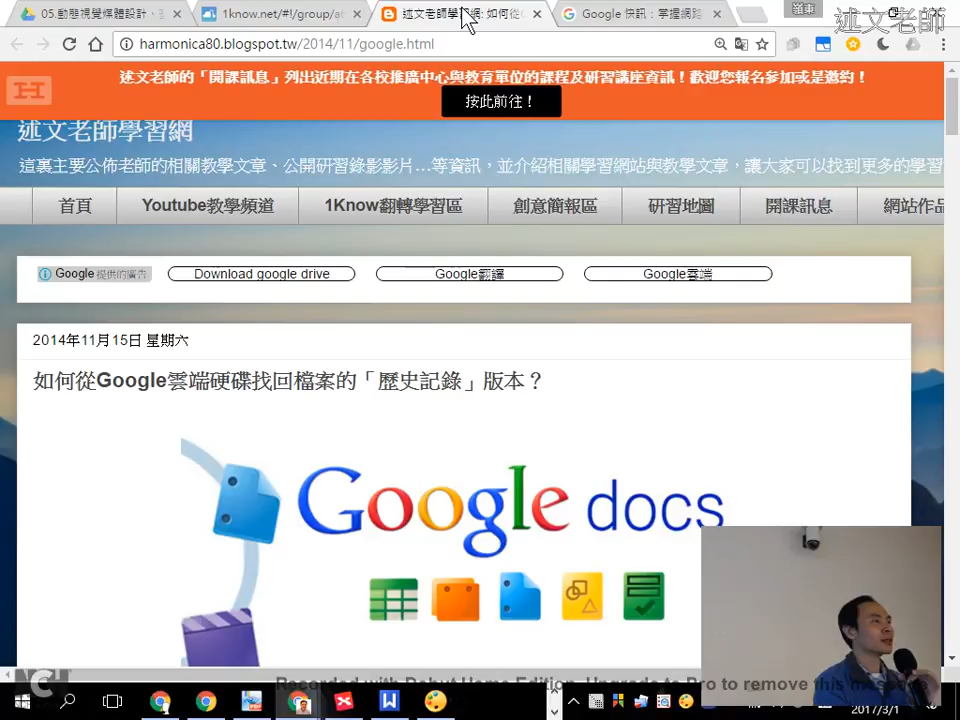 05.動態視覺媒體設計
1know.net/#!/group/at
述文老師學習網: 如何從G
Google 快訊：掌握網路
述文老師
harmonica80.blogspot.tw/2014/11/google.html
述文老師的「開課訊息」列出近期在各校推廣中心與教育單位的課程及研習講座資訊！歡迎您報名參加或是邀約！
按此前往！
述文老師學習網
這裏主要公佈老師的相關教學文章、公開研習錄影影片...等資訊，並介紹相關學習網站與教學文章，讓大家可以找到更多的學習
首頁
Youtube教學頻道
1Know翻轉學習區
創意簡報區
研習地圖
開課訊息
網站作品
Google 提供的廣告
Download google drive
Google翻譯
Google雲端
2014年11月15日 星期六
如何從Google雲端硬碟找回檔案的「歷史記錄」版本？
Google docs
Recorded with Debut Home Edition. Upgrade to Pro to remove this message.
2017/3/1